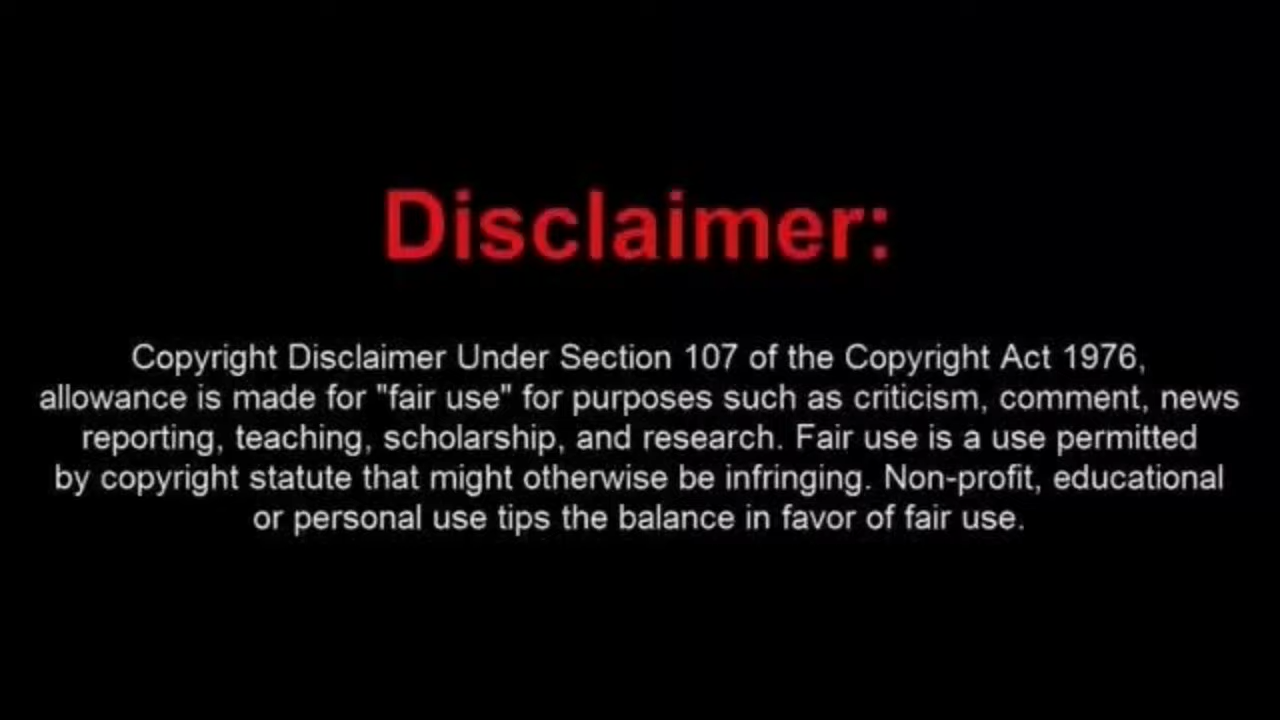 Disclaimer:
Copyright Disclaimer Under Section 107 of the Copyright Act 1976,
allowance is made for "fair use" for purposes such as criticism, comment, news
reporting, teaching, scholarship, and research. Fair use is a use permitted
by copyright statute that might otherwise be infringing. Non-profit, educational
or personal use tips the balance in favor of fair use.